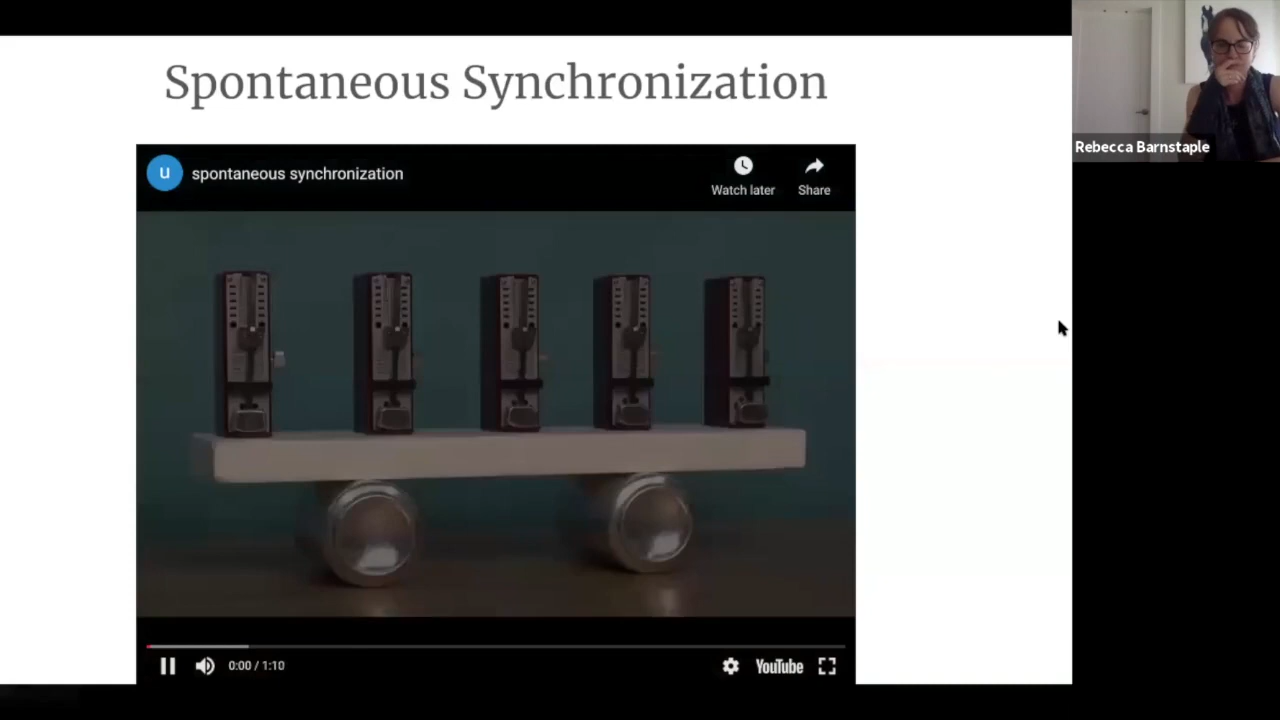 Spontaneous Synchronization
u
spontaneous synchronization
Watch later
Share
Rebecca Barnstaple
0:00 / 1:10
YouTube